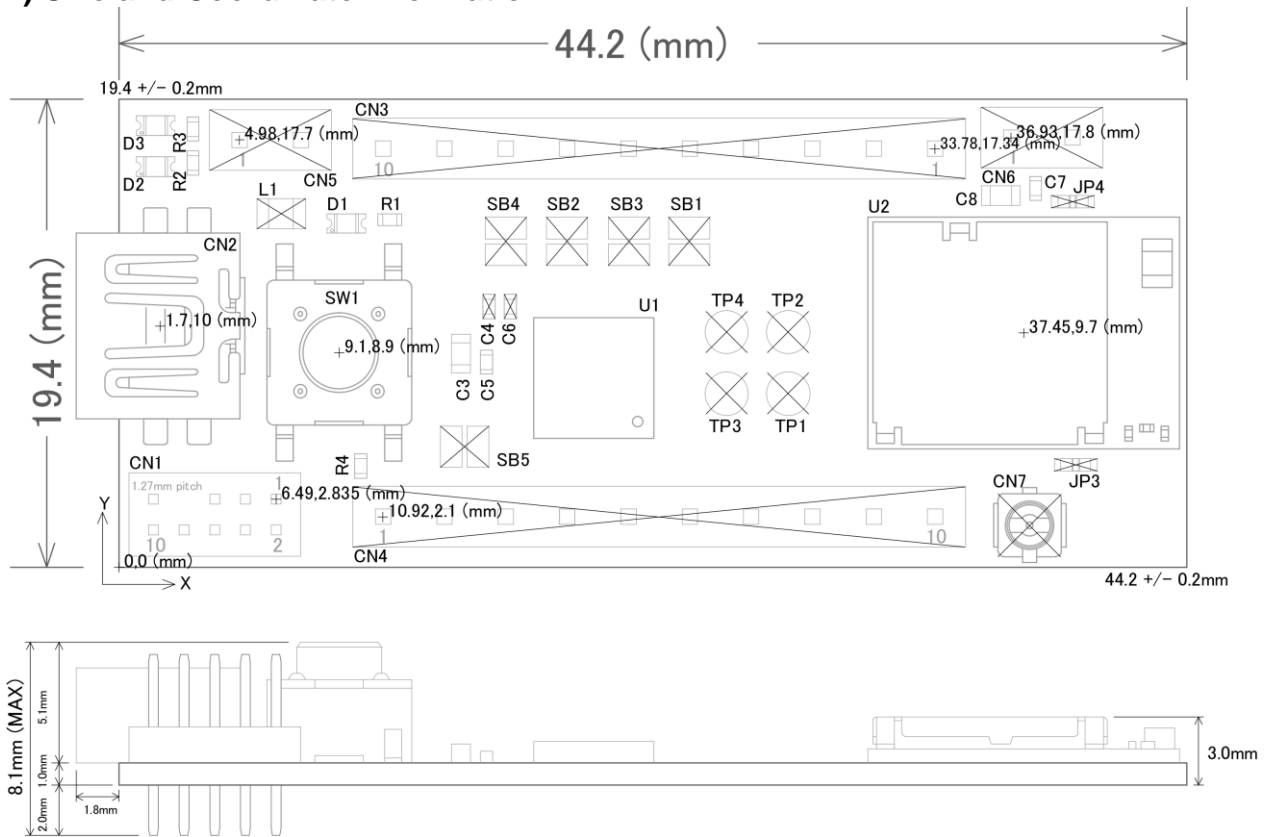 44.2 (mm)
19.4 +/- 0.2mm
19.4 (mm)
D3
R3
D2
R2
4.98,17.7 (mm)
1
CN5
CN3
10
33.78,17.34 (mm)
1
36.93,17.8 (mm)
1
CN6
C8
C7
JP4
L1
D1
R1
SB4
SB2
SB3
SB1
U2
CN2
SW1
1.7,10 (mm)
9.1,8.9 (mm)
C4
C6
C3
C5
U1
TP4
TP2
TP3
TP1
37.45,9.7 (mm)
SB5
R4
CN1
1.27mm pitch
1
6.49,2.835 (mm)
10
2
10.92,2.1 (mm)
1
10
CN4
JP3
CN7
Y
X
0,0 (mm)
44.2 +/- 0.2mm
8.1mm (MAX)
5.1mm
1.0mm
2.0mm
1.8mm
3.0mm